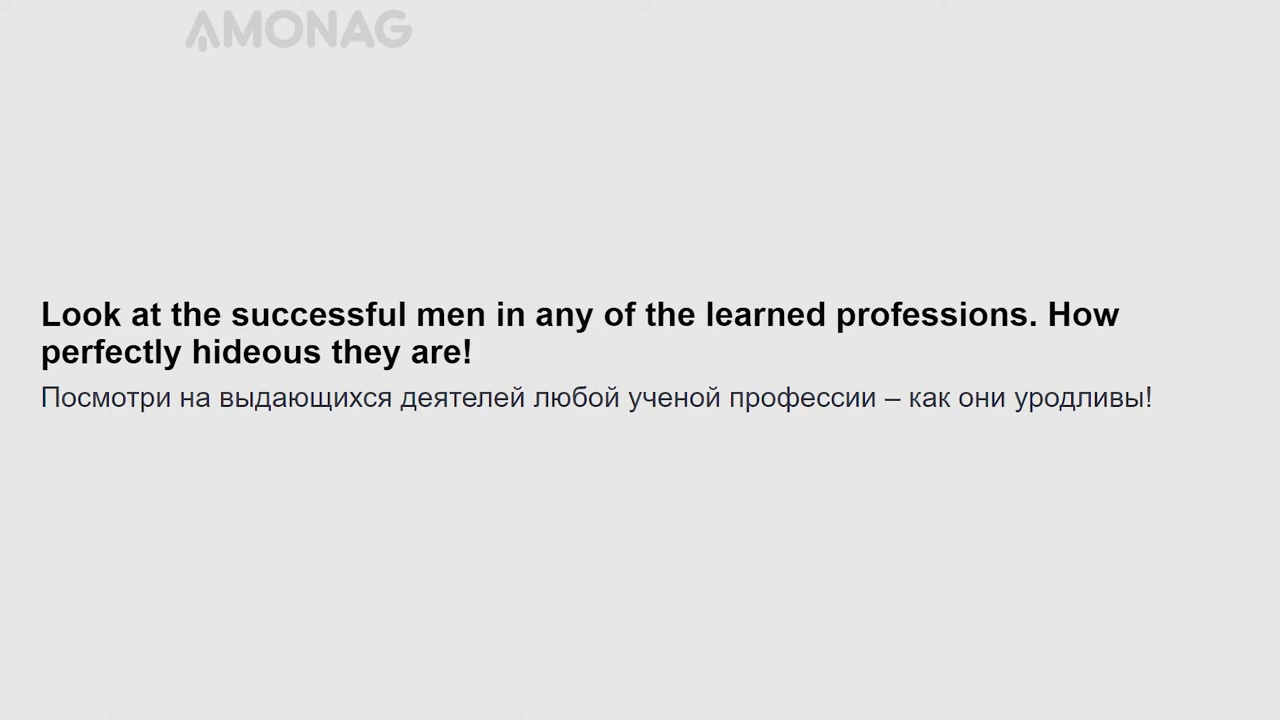 AMONAG
Look at the successful men in any of the learned professions. How
perfectly hideous they are!
Посмотри на выдающихся деятелей любой ученой профессии – как они уродливы!